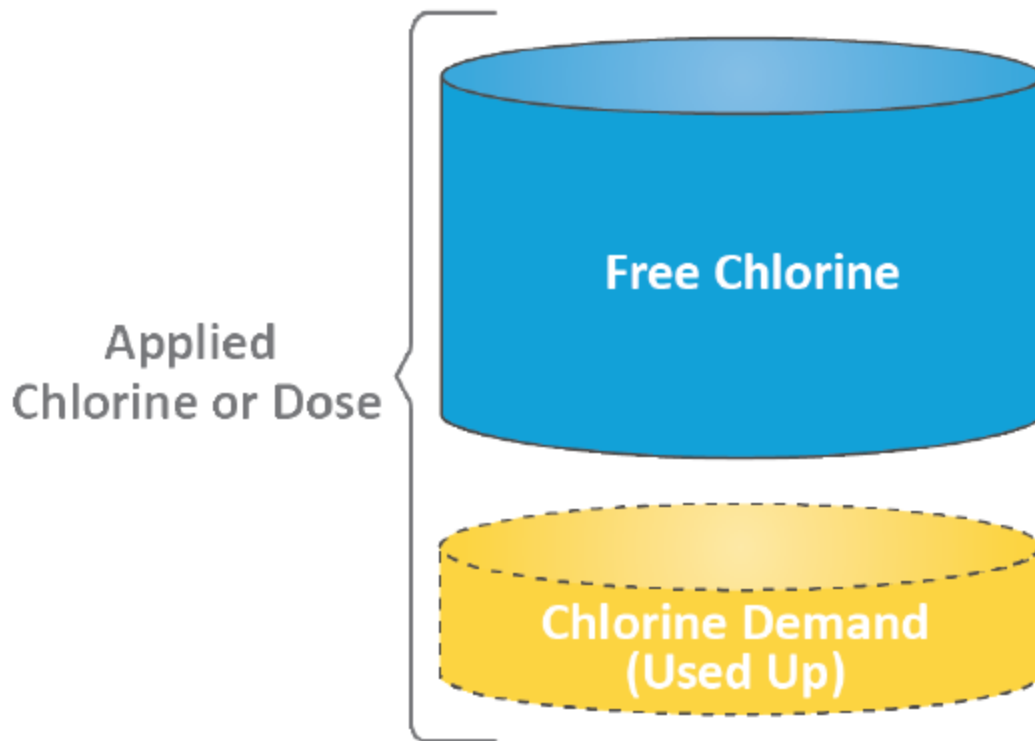 Free Chlorine
Applied
Chlorine or Dose
Chlorine Demand
(Used Up)